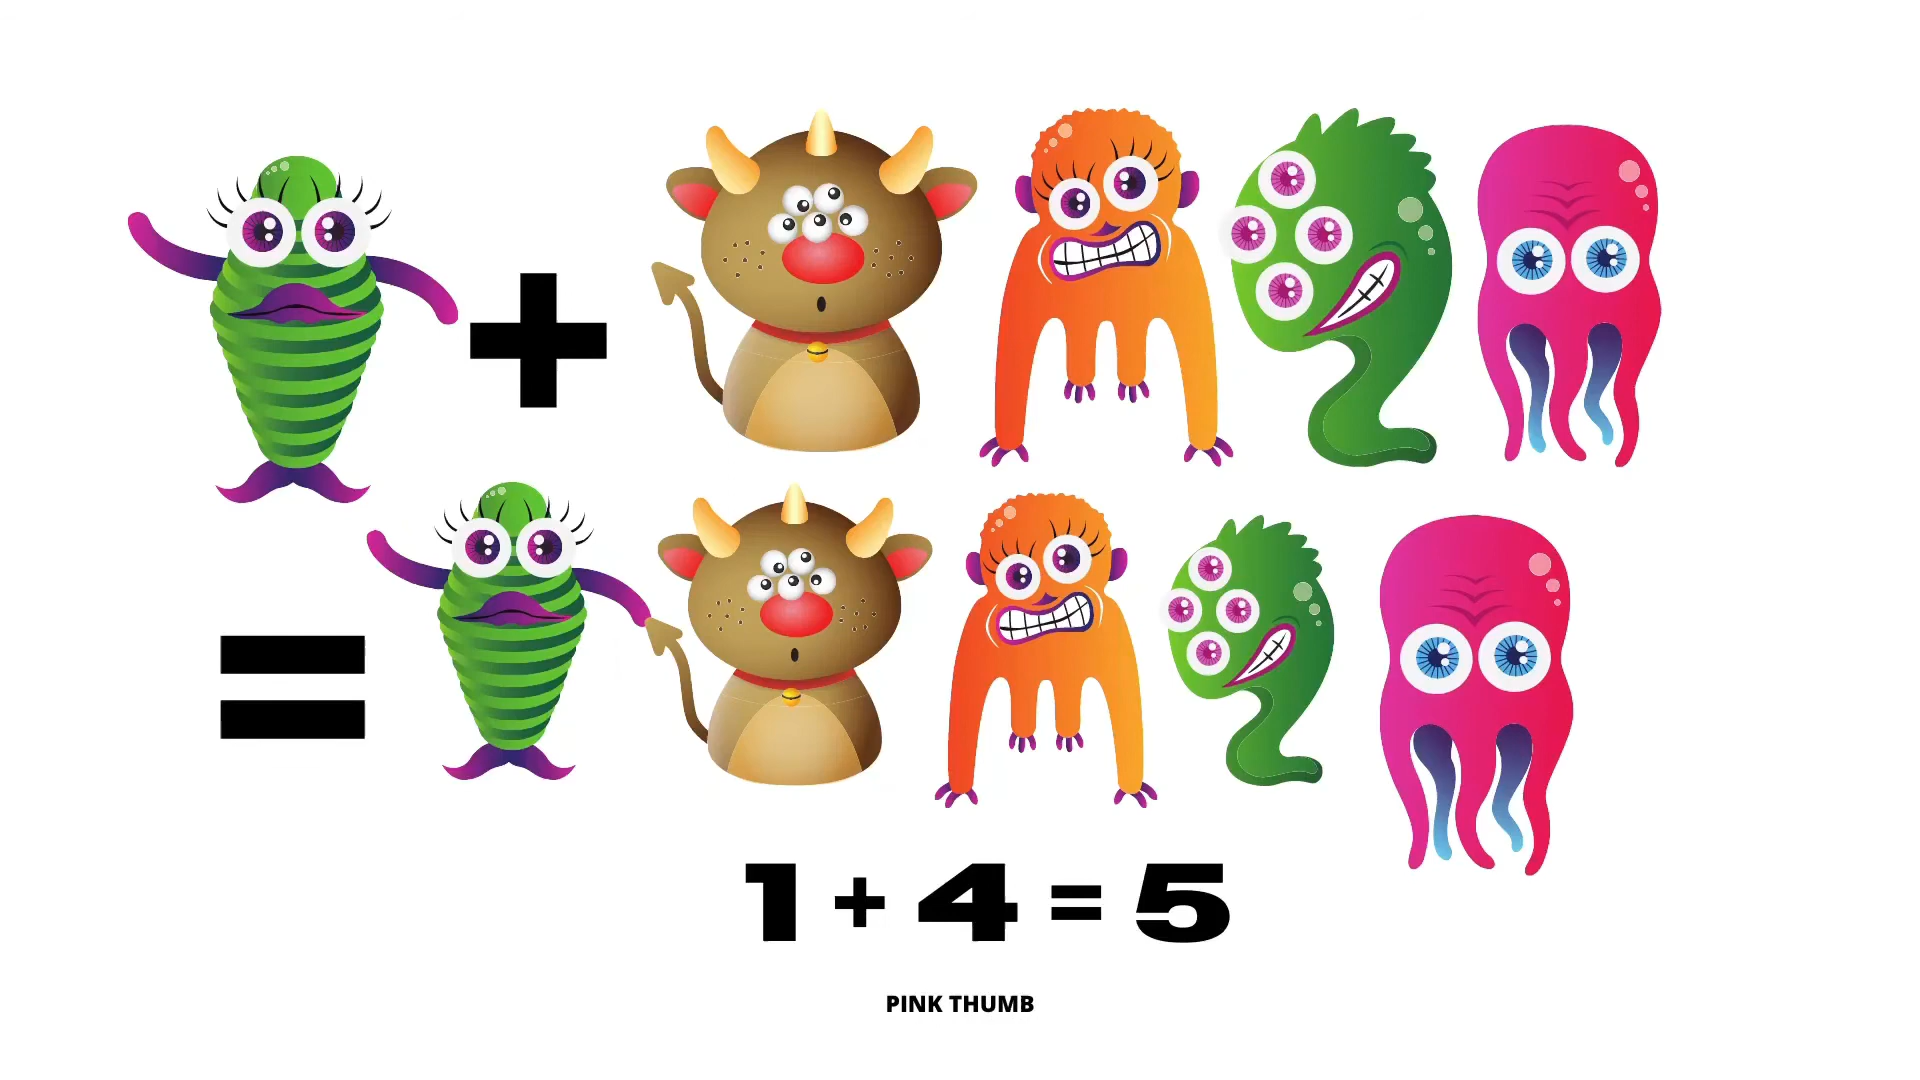 +
=
1 + 4 = 5
PINK THUMB